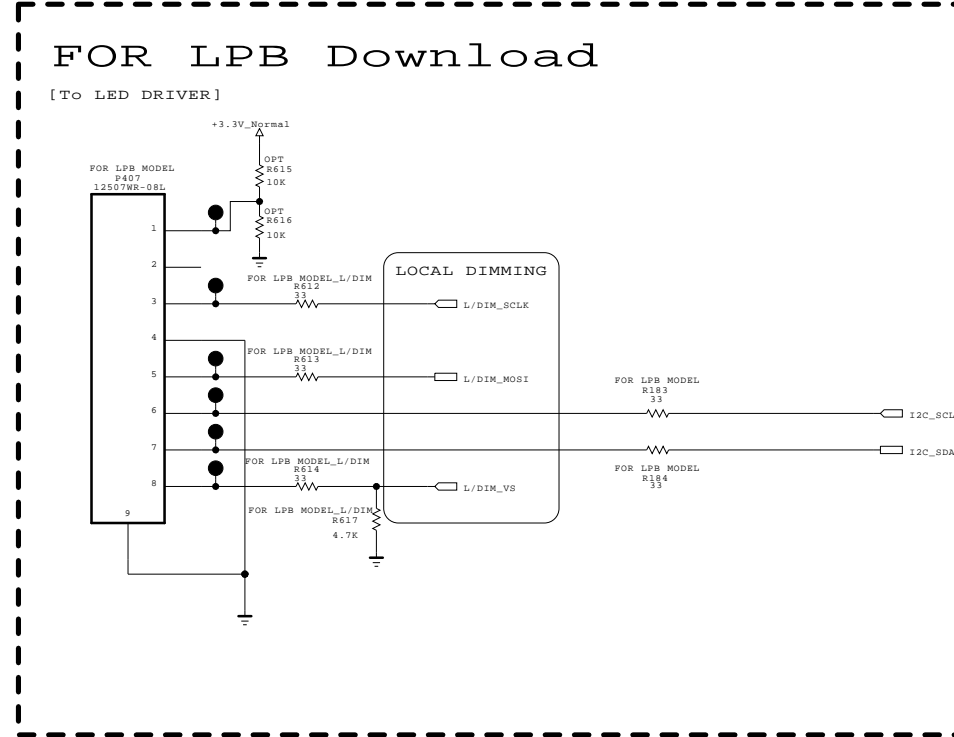 FOR LPB Download
[To LED DRIVER]
+3.3V_Normal
OPT
R615
10K
FOR LPB MODEL
P407
12507WR-08L
OPT
R616
10K
1
2
LOCAL DIMMING
FOR LPB MODEL_L/DIM
R612
33
3
L/DIM_SCLK
4
FOR LPB MODEL_L/DIM
R613
33
5
L/DIM_MOSI
FOR LPB MODEL
R183
33
6
I2C_SCL
7
I2C_SDA
FOR LPB MODEL_L/DIM
R614
33
FOR LPB MODEL
R184
33
8
L/DIM_VS
FOR LPB MODEL_L/DIM
R617
4.7K
9